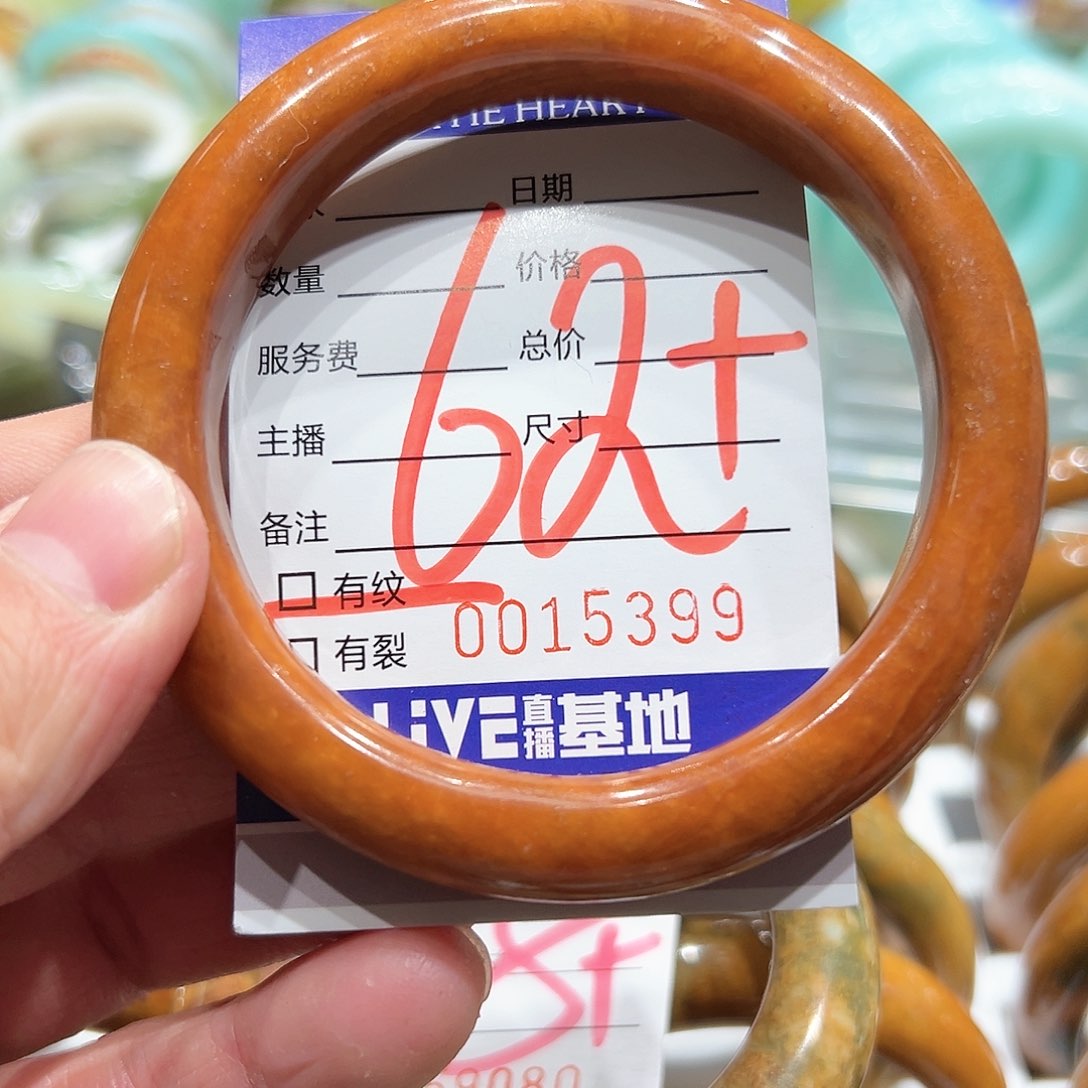 THE HEART
日期
数量 价格
服务费 总价
主播 尺寸
备注
62+
有纹
有裂
0015399
LiVE直播基地